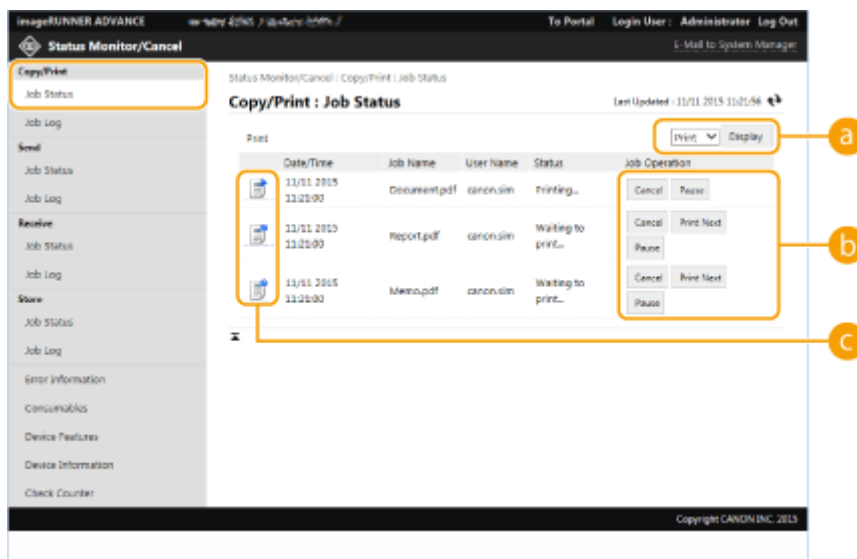 imageRUNNER ADVANCE
To Portal Login User : Administrator Log Out
Status Monitor/Cancel
E-Mail to System Manager
Copy/Print
Job Status
Job Log
Send
Job Status
Job Log
Receive
Job Status
Job Log
Store
Job Status
Job Log
Error Information
Consumables
Device Features
Device Information
Check Counter
Status Monitor/Cancel : Copy/Print : Job Status
Copy/Print : Job Status
Last Updated : 11/11 2015 11:21:56
Print
Print Display
Date/Time Job Name User Name Status Job Operation
11/11 2015
11:21:00
Document.pdf canon.sim Printing...
Cancel Pause
11/11 2015
11:21:00
Report.pdf canon.sim Waiting to
print...
Cancel Print Next
Pause
11/11 2015
11:21:00
Memo.pdf canon.sim Waiting to
print...
Cancel Print Next
Pause
a
b
c
Copyright CANON INC. 2015